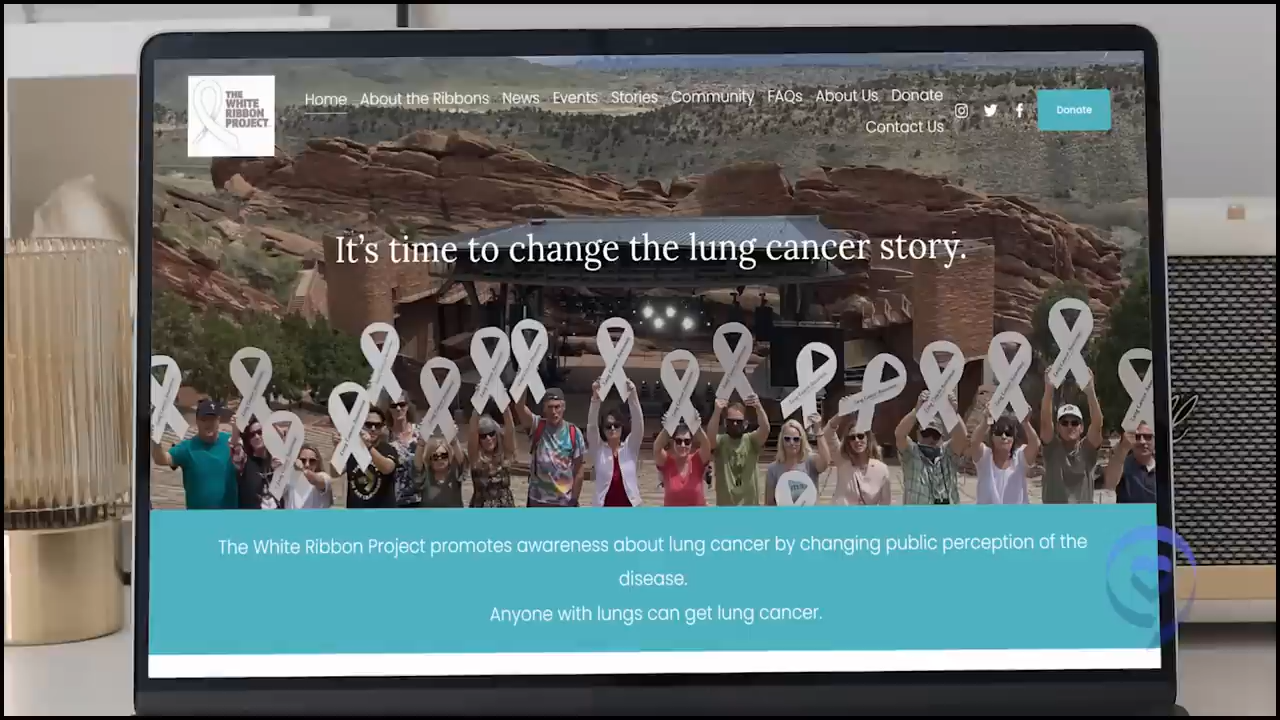 THE
WHITE
RIBBON
PROJECT
Home About the Ribbons News Events Stories Community FAQs About Us Donate
Contact Us
Donate
It's time to change the lung cancer story.
The White Ribbon Project promotes awareness about lung cancer by changing public perception of the
disease.
Anyone with lungs can get lung cancer.